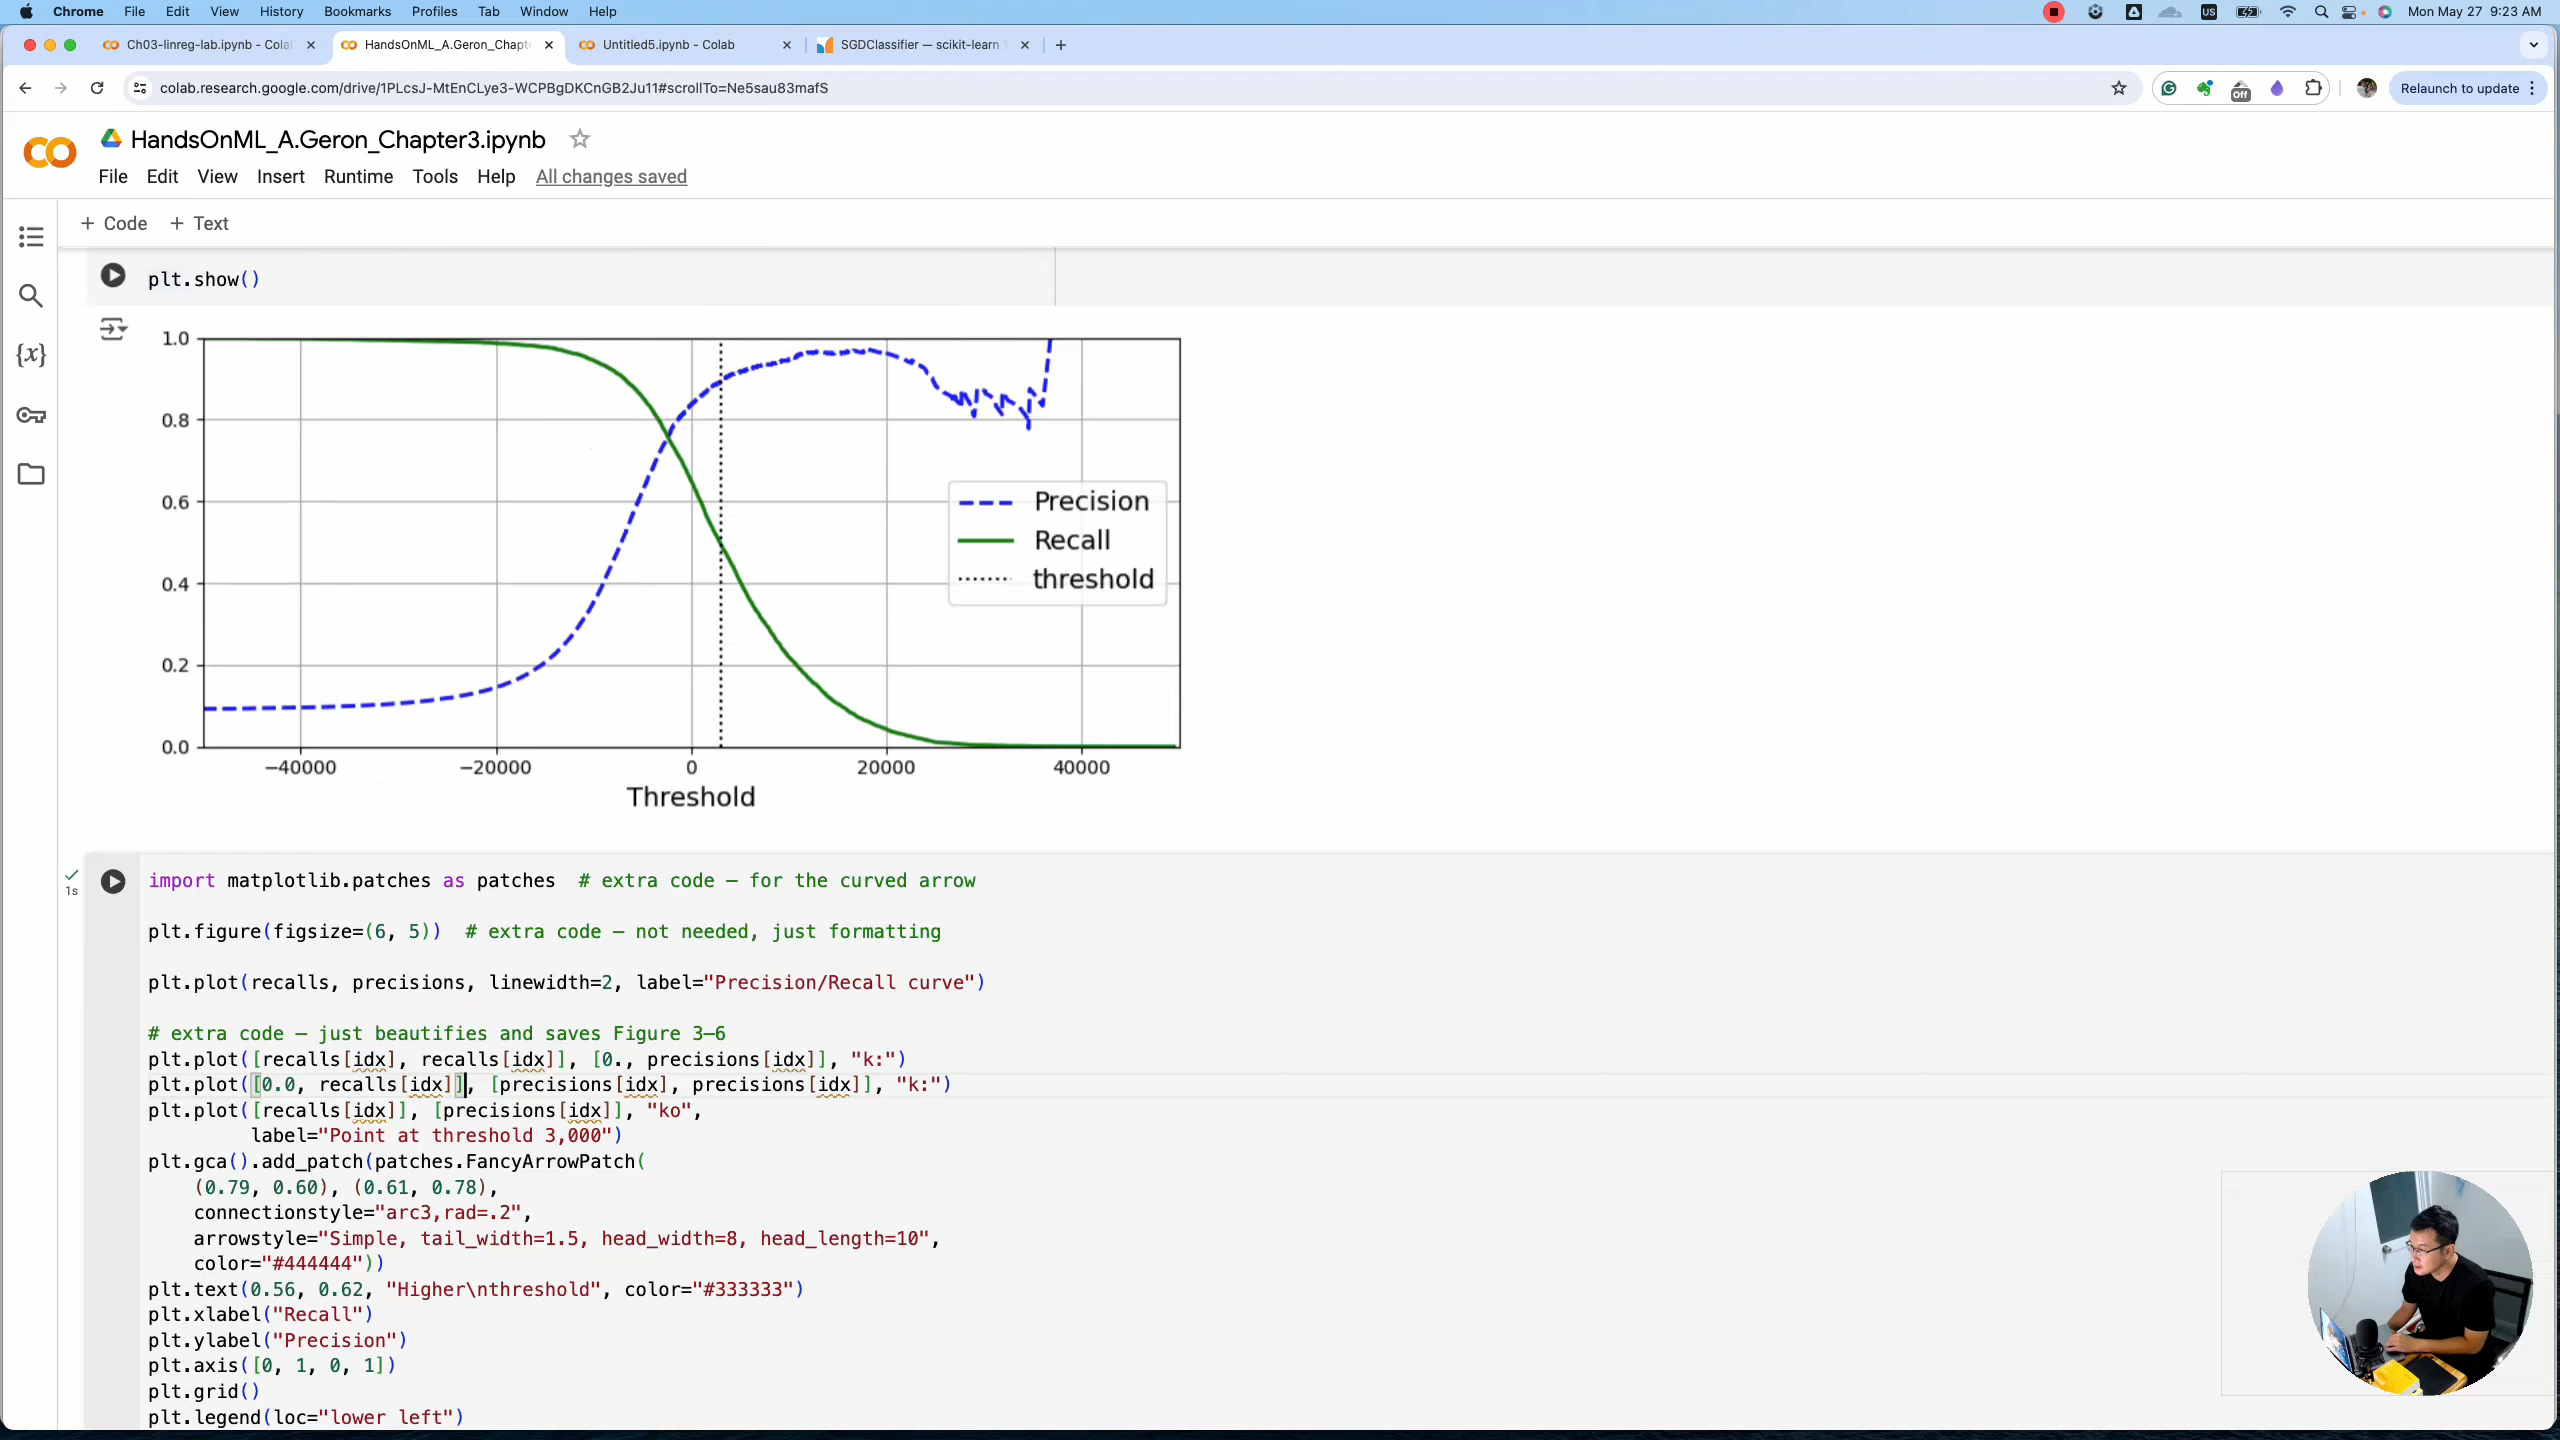 Chrome File Edit View History Bookmarks Profiles Tab Window Help US Mon May 27 9:23 AM
Ch03-linreg-lab.ipynb - Cola HandsOnML_A.Geron_Chapt Untitled5.ipynb - Colab SGDClassifier — scikit-learn
colab.research.google.com/drive/1PLcsJ-MtEnCLye3-WCPBgDKCnGB2Ju11#scrollTo=Ne5sau83mafS Off Relaunch to update
HandsOnML_A.Geron_Chapter3.ipynb
File Edit View Insert Runtime Tools Help All changes saved
+ Code + Text
plt.show()
1.0
0.8
0.6
0.4
0.2
0.0
Precision
Recall
threshold
−40000 −20000 0 20000 40000
Threshold
1s
import matplotlib.patches as patches  # extra code – for the curved arrow
plt.figure(figsize=(6, 5))  # extra code – not needed, just formatting
plt.plot(recalls, precisions, linewidth=2, label="Precision/Recall curve")
# extra code – just beautifies and saves Figure 3–6
plt.plot([recalls[idx], recalls[idx]], [0., precisions[idx]], "k:")
plt.plot([0.0, recalls[idx]], [precisions[idx], precisions[idx]], "k:")
plt.plot([recalls[idx]], [precisions[idx]], "ko",
label="Point at threshold 3,000")
plt.gca().add_patch(patches.FancyArrowPatch(
(0.79, 0.60), (0.61, 0.78),
connectionstyle="arc3,rad=.2",
arrowstyle="Simple, tail_width=1.5, head_width=8, head_length=10",
color="#444444"))
plt.text(0.56, 0.62, "Higher\nthreshold", color="#333333")
plt.xlabel("Recall")
plt.ylabel("Precision")
plt.axis([0, 1, 0, 1])
plt.grid()
plt.legend(loc="lower left")